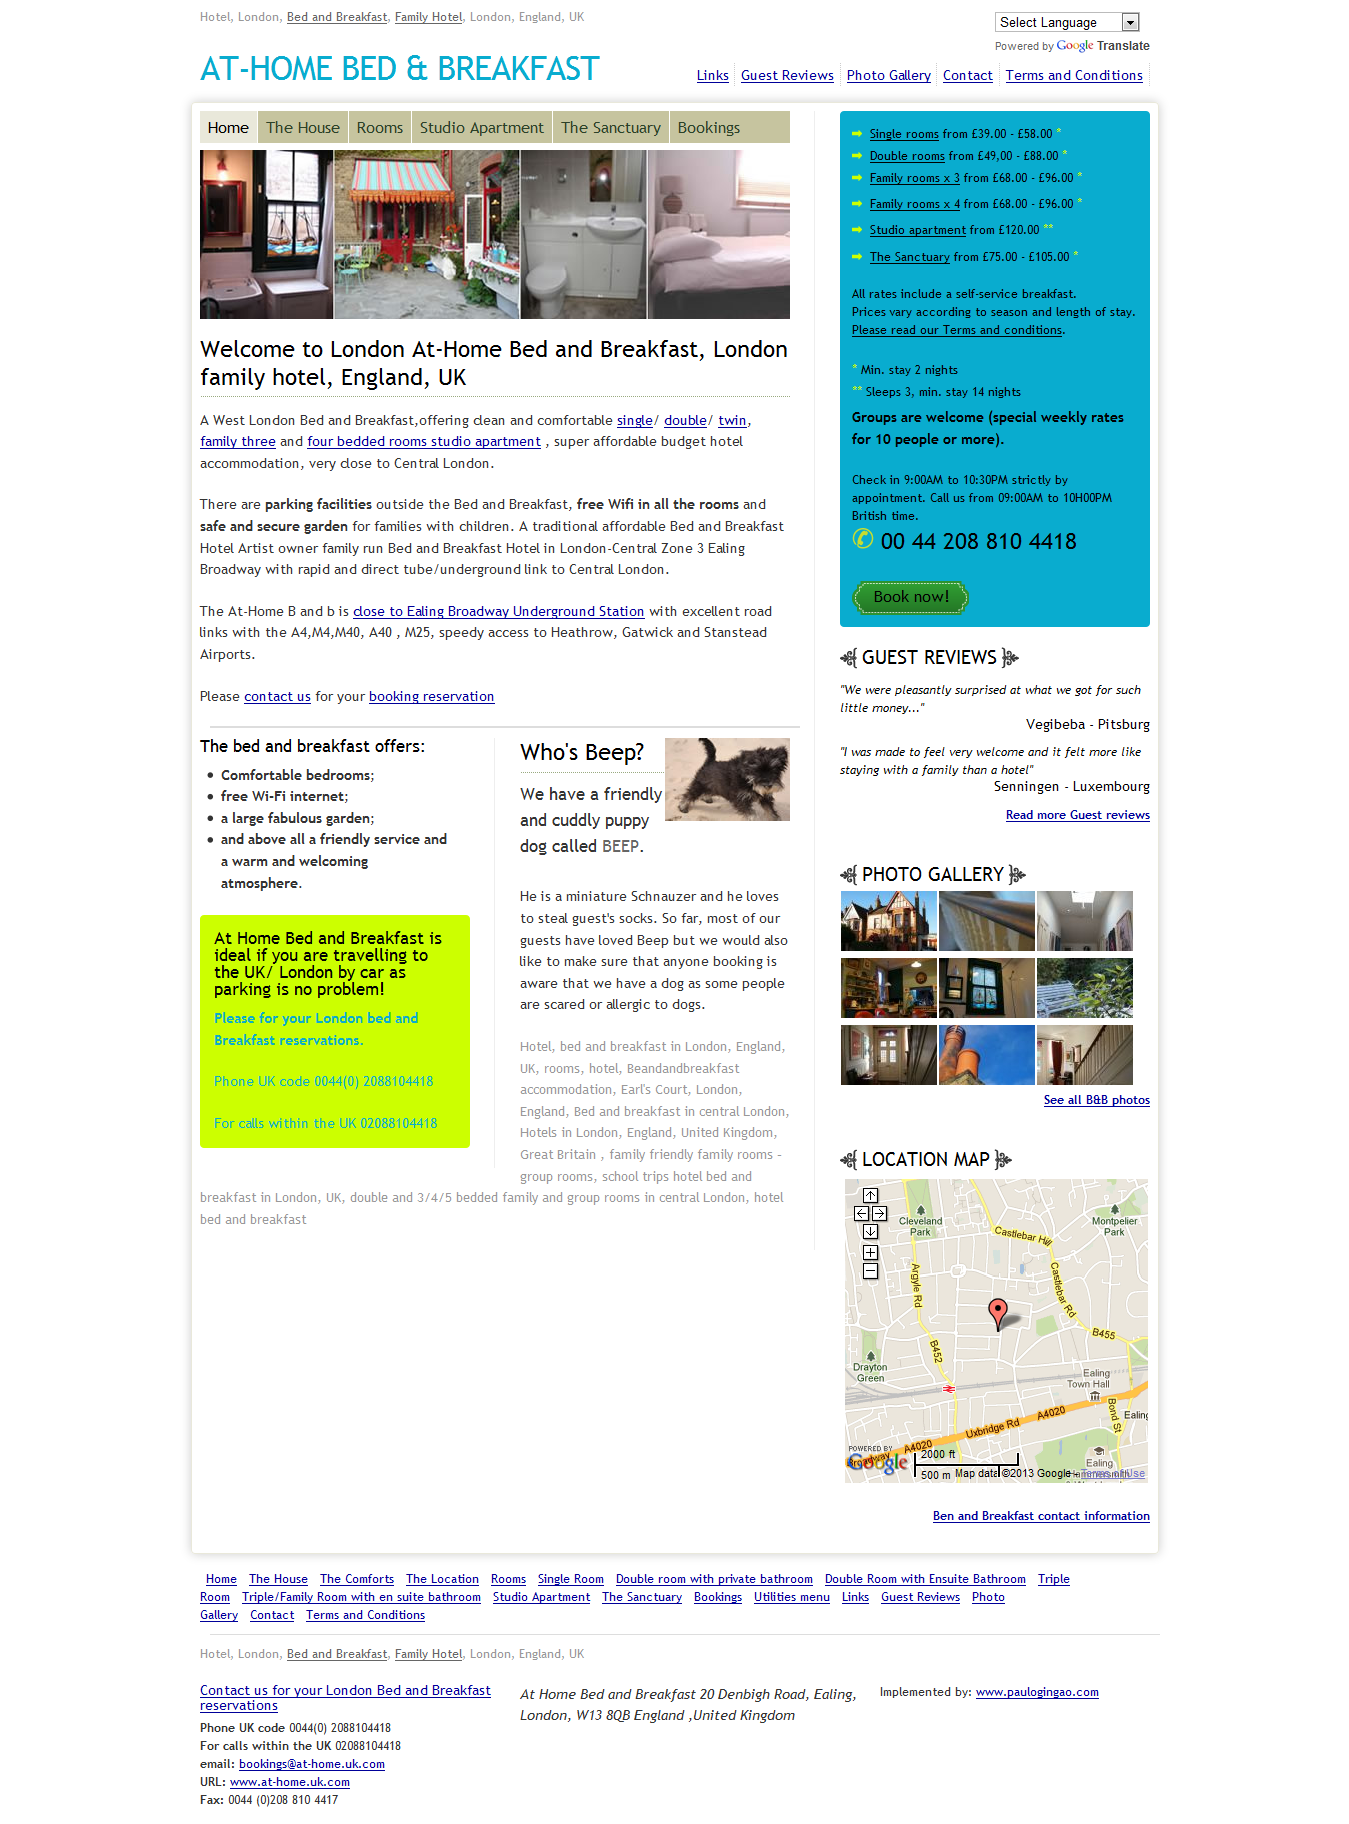 Hotel, London, Bed and Breakfast, Family Hotel, London, England, UK
Select Language
Powered by Google Translate
AT-HOME BED & BREAKFAST
Links Guest Reviews Photo Gallery Contact Terms and Conditions
Home The House Rooms Studio Apartment The Sanctuary Bookings
Welcome to London At-Home Bed and Breakfast, London
family hotel, England, UK
A West London Bed and Breakfast,offering clean and comfortable single/ double/ twin,
family three and four bedded rooms studio apartment , super affordable budget hotel
accommodation, very close to Central London.
There are parking facilities outside the Bed and Breakfast, free Wifi in all the rooms and
safe and secure garden for families with children. A traditional affordable Bed and Breakfast
Hotel Artist owner family run Bed and Breakfast Hotel in London-Central Zone 3 Ealing
Broadway with rapid and direct tube/underground link to Central London.
The At-Home B and b is close to Ealing Broadway Underground Station with excellent road
links with the A4,M4,M40, A40 , M25, speedy access to Heathrow, Gatwick and Stanstead
Airports.
Please contact us for your booking reservation
The bed and breakfast offers:
• Comfortable bedrooms;
• free Wi-Fi internet;
• a large fabulous garden;
• and above all a friendly service and
a warm and welcoming
atmosphere.
At Home Bed and Breakfast is
ideal if you are travelling to
the UK/ London by car as
parking is no problem!
Please for your London bed and
Breakfast reservations.
Phone UK code 0044(0) 2088104418
For calls within the UK 02088104418
Who's Beep?
We have a friendly
and cuddly puppy
dog called BEEP.
He is a miniature Schnauzer and he loves
to steal guest's socks. So far, most of our
guests have loved Beep but we would also
like to make sure that anyone booking is
aware that we have a dog as some people
are scared or allergic to dogs.
Hotel, bed and breakfast in London, England,
UK, rooms, hotel, Beandandbreakfast
accommodation, Earl's Court, London,
England, Bed and breakfast in central London,
Hotels in London, England, United Kingdom,
Great Britain , family friendly family rooms -
group rooms, school trips hotel bed and
breakfast in London, UK, double and 3/4/5 bedded family and group rooms in central London, hotel
bed and breakfast
Single rooms from £39.00 - £58.00 *
Double rooms from £49,00 - £88.00 *
Family rooms x 3 from £68.00 - £96.00 *
Family rooms x 4 from £68.00 - £96.00 *
Studio apartment from £120.00 **
The Sanctuary from £75.00 - £105.00 *
All rates include a self-service breakfast.
Prices vary according to season and length of stay.
Please read our Terms and conditions.
* Min. stay 2 nights
** Sleeps 3, min. stay 14 nights
Groups are welcome (special weekly rates
for 10 people or more).
Check in 9:00AM to 10:30PM strictly by
appointment. Call us from 09:00AM to 10H00PM
British time.
00 44 208 810 4418
Book now!
GUEST REVIEWS
"We were pleasantly surprised at what we got for such
little money..."
Vegibeba - Pitsburg
"I was made to feel very welcome and it felt more like
staying with a family than a hotel"
Senningen - Luxembourg
Read more Guest reviews
PHOTO GALLERY
See all B&B photos
LOCATION MAP
Cleveland
Park
Montpelier
Park
Castlebar Hill
Argyle Rd
Castlebar Rd
B455
B452
Drayton
Green
Ealing
Town Hall
Bond St
Ealing
A4020
Uxbridge Rd
A4020
Broadway
Ealing
POWERED BY
Google
2000 ft
500 m
Map data ©2013 Google - Terms of Use
Ben and Breakfast contact information
Home The House The Comforts The Location Rooms Single Room Double room with private bathroom Double Room with Ensuite Bathroom Triple
Room Triple/Family Room with en suite bathroom Studio Apartment The Sanctuary Bookings Utilities menu Links Guest Reviews Photo
Gallery Contact Terms and Conditions
Hotel, London, Bed and Breakfast, Family Hotel, London, England, UK
Contact us for your London Bed and Breakfast
reservations
Phone UK code 0044(0) 2088104418
For calls within the UK 02088104418
email: bookings@at-home.uk.com
URL: www.at-home.uk.com
Fax: 0044 (0)208 810 4417
At Home Bed and Breakfast 20 Denbigh Road, Ealing,
London, W13 8QB England ,United Kingdom
Implemented by: www.paulogingao.com